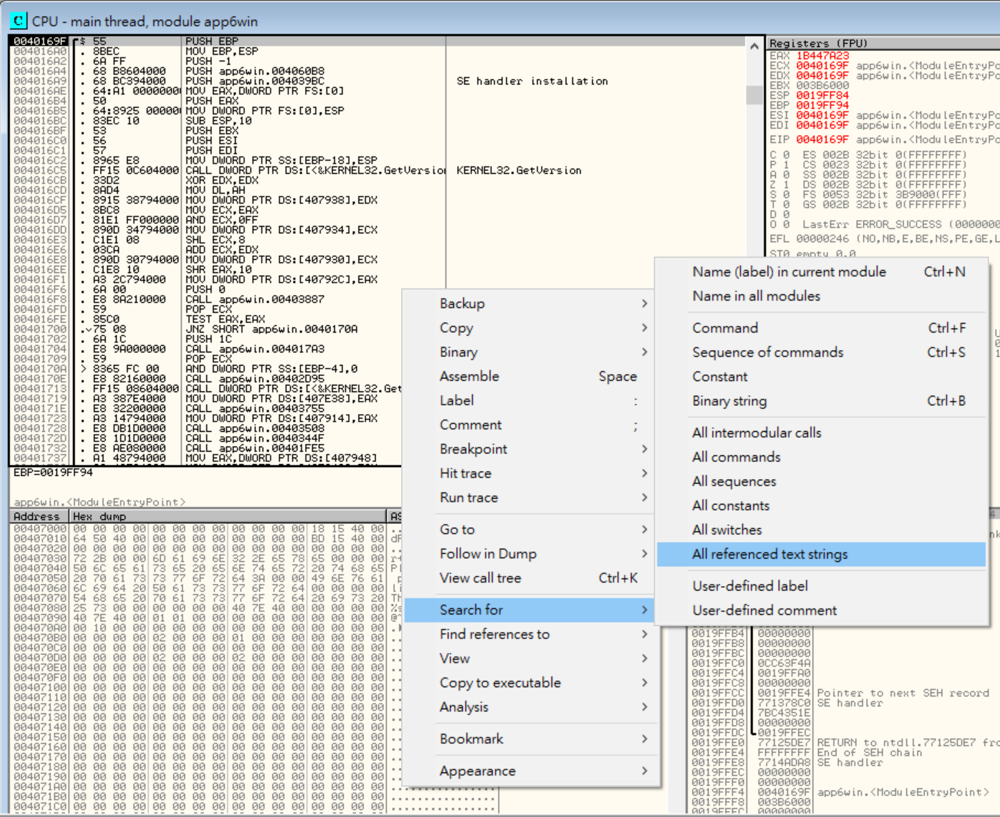 C CPU - main thread, module app6win
0040169F $ 55 PUSH EBP
004016A0 . 8BEC MOV EBP,ESP
004016A2 . 6A FF PUSH -1
004016A4 . 68 B8604000 PUSH app6win.004060B8
004016A9 . 68 BC394000 PUSH app6win.004039BC SE handler installation
004016AE . 64:A1 0000000 MOV EAX,DWORD PTR FS:[0]
004016B4 . 50 PUSH EAX
004016B5 . 64:8925 00000 MOV DWORD PTR FS:[0],ESP
004016BC . 83EC 10 SUB ESP,10
004016BF . 53 PUSH EBX
004016C0 . 56 PUSH ESI
004016C1 . 57 PUSH EDI
004016C2 . 8965 E8 MOV DWORD PTR SS:[EBP-18],ESP
004016C5 . FF15 0C604000 CALL DWORD PTR DS:[<&KERNEL32.GetVersion KERNEL32.GetVersion
004016CB . 33D2 XOR EDX,EDX
004016CD . 8AD4 MOV DL,AH
004016CF . 8915 38794000 MOV DWORD PTR DS:[407938],EDX
004016D5 . 8BC8 MOV ECX,EAX
004016D7 . 81E1 FF000000 AND ECX,0FF
004016DD . 890D 34794000 MOV DWORD PTR DS:[407934],ECX
004016E3 . C1E1 08 SHL ECX,8
004016E6 . 03CA ADD ECX,EDX
004016E8 . 890D 30794000 MOV DWORD PTR DS:[407930],ECX
004016EE . C1E8 10 SHR EAX,10
004016F1 . A3 2C794000 MOV DWORD PTR DS:[40792C],EAX
004016F6 . 6A 00 PUSH 0
004016F8 . E8 8A210000 CALL app6win.00403887
004016FD . 59 POP ECX
004016FE . 85C0 TEST EAX,EAX
00401700 .v75 08 JNZ SHORT app6win.0040170A
00401702 . 6A 1C PUSH 1C
00401704 . E8 9A000000 CALL app6win.004017A3
00401709 . 59 POP ECX
0040170A > 8365 FC 00 AND DWORD PTR SS:[EBP-4],0
0040170E . E8 82160000 CALL app6win.00402D95
00401713 . FF15 08604000 CALL DWORD PTR DS:[<&KERNEL32.Get
00401719 . A3 387E4000 MOV DWORD PTR DS:[407E38],EAX
0040171E . E8 32200000 CALL app6win.00403755
00401723 . A3 14794000 MOV DWORD PTR DS:[407914],EAX
00401728 . E8 DB1D0000 CALL app6win.00403508
0040172D . E8 1D1D0000 CALL app6win.0040344F
00401732 . E8 AE080000 CALL app6win.00401FE5
00401737 . A1 48794000 MOV EAX,DWORD PTR DS:[407948]
EBP=0019FF94
app6win.<ModuleEntryPoint>
Registers (FPU)
EAX 1B447A23
ECX 0040169F app6win.<ModuleEntryPo
EDX 0040169F app6win.<ModuleEntryPo
EBX 003B6000
ESP 0019FF84
EBP 0019FF94
ESI 0040169F app6win.<ModuleEntryPo
EDI 0040169F app6win.<ModuleEntryPo
EIP 0040169F app6win.<ModuleEntryPo
C 0 ES 002B 32bit 0(FFFFFFFF)
P 1 CS 0023 32bit 0(FFFFFFFF)
A 0 SS 002B 32bit 0(FFFFFFFF)
Z 1 DS 002B 32bit 0(FFFFFFFF)
S 0 FS 0053 32bit 3B9000(FFF)
T 0 GS 002B 32bit 0(FFFFFFFF)
D 0
O 0 LastErr ERROR_SUCCESS (0000000
EFL 00000246 (NO,NB,E,BE,NS,PE,GE,L
ST0 empty 0.0
Backup
Copy
Binary
Assemble Space
Label :
Comment ;
Breakpoint
Hit trace
Run trace
Go to
Follow in Dump
View call tree Ctrl+K
Search for
Find references to
View
Copy to executable
Analysis
Bookmark
Appearance
Name (label) in current module Ctrl+N
Name in all modules
Command Ctrl+F
Sequence of commands Ctrl+S
Constant
Binary string Ctrl+B
All intermodular calls
All commands
All sequences
All constants
All switches
All referenced text strings
User-defined label
User-defined comment
Address Hex dump AS
00407000 00 00 00 00 00 00 00 00 00 00 00 00 18 15 40 00 ..
00407010 64 50 40 00 00 00 00 00 00 00 00 00 BD 15 40 00 dP
00407020 00 00 00 00 00 00 00 00 00 00 00 00 00 00 00 00 ..
00407030 72 2B 00 00 6D 61 69 6E 32 2E 65 78 65 00 00 00 r+
00407040 50 6C 65 61 73 65 20 65 6E 74 65 72 20 74 68 65 Pl
00407050 20 70 61 73 73 77 6F 72 64 3A 00 00 49 6E 76 61 p
00407060 6C 69 64 20 50 61 73 73 77 6F 72 64 00 00 00 00 li
00407070 54 68 65 20 70 61 73 73 77 6F 72 64 20 69 73 20 Th
00407080 25 73 00 00 00 00 00 00 40 7E 40 00 00 00 00 00 %s
00407090 40 7E 40 00 01 01 00 00 00 00 00 00 00 00 00 00 @~
004070A0 00 10 00 00 00 00 00 00 00 00 00 00 00 00 00 00
004070B0 00 00 00 00 02 00 00 00 01 00 00 00 00 00 00 00 ..
004070C0 00 00 00 00 00 00 00 00 00 00 00 00 00 00 00 00 ..
004070D0 00 00 00 00 02 00 00 00 02 00 00 00 00 00 00 00 ..
004070E0 00 00 00 00 00 00 00 00 00 00 00 00 00 00 00 00 ..
004070F0 00 00 00 00 00 00 00 00 00 00 00 00 00 00 00 00 ..
00407100 00 00 00 00 00 00 00 00 00 00 00 00 00 00 00 00 ..
00407110 00 00 00 00 00 00 00 00 00 00 00 00 00 00 00 00 ..
00407120 00 00 00 00 00 00 00 00 00 00 00 00 00 00 00 00 ..
00407130 00 00 00 00 00 00 00 00 00 00 00 00 00 00 00 00 ..
00407140 00 00 00 00 00 00 00 00 00 00 00 00 00 00 00 00 ..
00407150 00 00 00 00 00 00 00 00 00 00 00 00 00 00 00 00 ..
00407160 00 00 00 00 00 00 00 00 00 00 00 00 00 00 00 00 ..
00407170 00 00 00 00 00 00 00 00 00 00 00 00 00 00 00 00 ..
00407180 00 00 00 00 00 00 00 00 00 00 00 00 00 00 00 00 ..
00407190 00 00 00 00 00 00 00 00 00 00 00 00 00 00 00 00 ..
004071A0 00 00 00 00 00 00 00 00 00 00 00 00 00 00 00 00 ................
004071B0 00 00 00 00 00 00 00 00 00 00 00 00 00 00 00 00 ................
004071C0 00 00 00 00 00 00 00 00 00 00 00 00 00 00 00 00 ................
0019FFB4 00000000
0019FFB8 00000000
0019FFBC 00000000
0019FFC0 0CC63F4A
0019FFC4 0019FFA0
0019FFC8 00000000
0019FFCC 0019FFE4 Pointer to next SEH record
0019FFD0 771378C0 SE handler
0019FFD4 7BC4351E
0019FFD8 00000000
0019FFDC 0019FFEC
0019FFE0 77125DE7 RETURN to ntdll.77125DE7 fro
0019FFE4 FFFFFFFF End of SEH chain
0019FFE8 7714ADA8 SE handler
0019FFEC 00000000
0019FFF0 00000000
0019FFF4 0040169F app6win.<ModuleEntryPoint>
0019FFF8 003B6000
0019FFFC 00000000